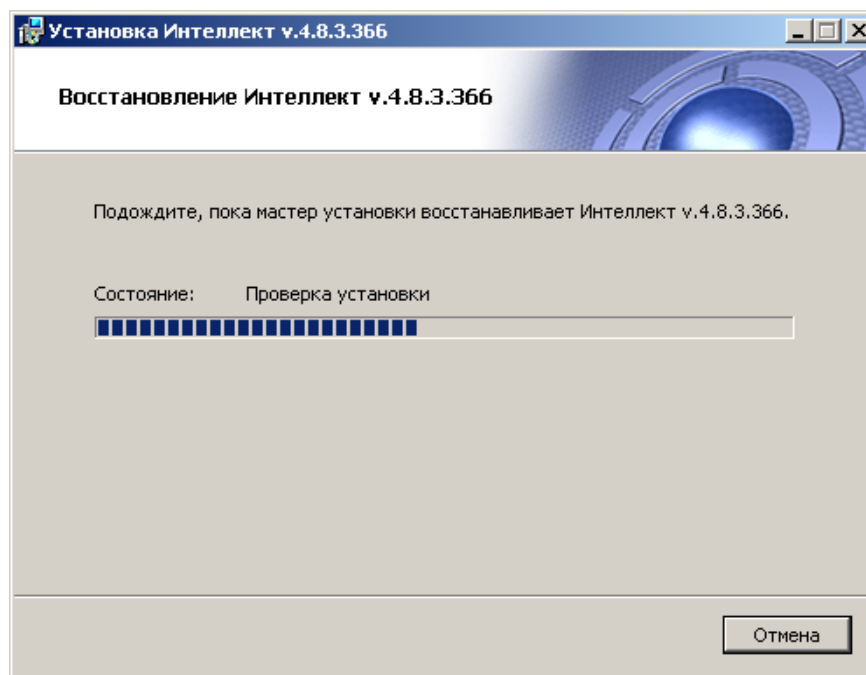 Установка Интеллект v.4.8.3.366
Восстановление Интеллект v.4.8.3.366
Подождите, пока мастер установки восстанавливает Интеллект v.4.8.3.366.
Состояние: Проверка установки
Отмена